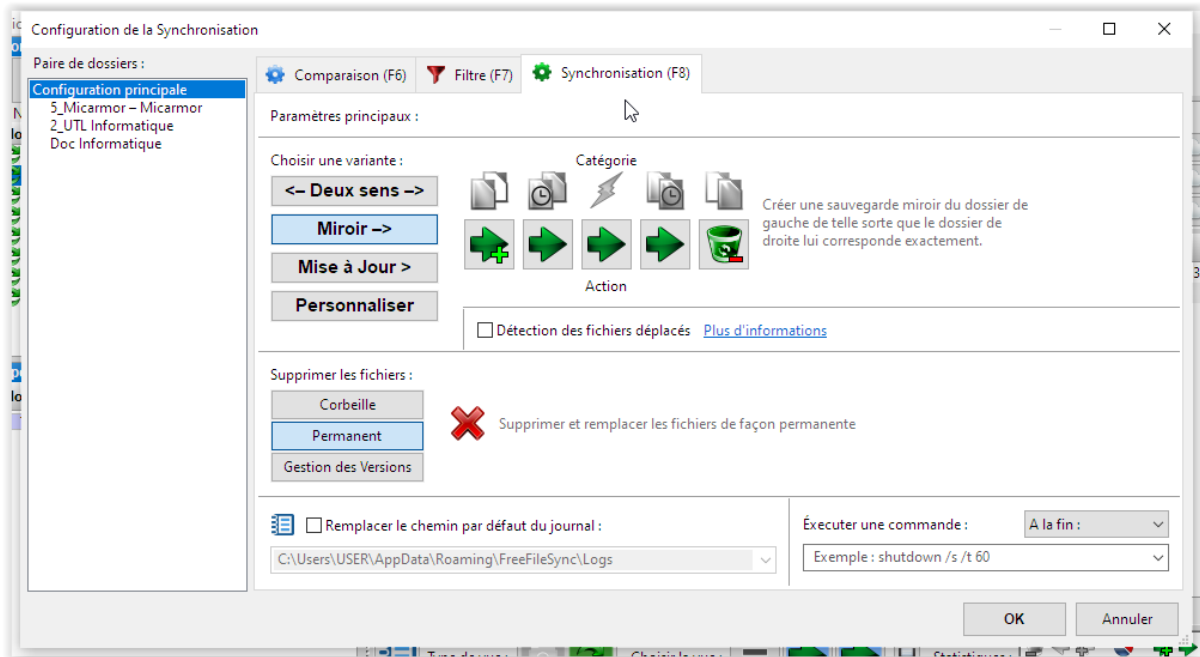 Configuration de la Synchronisation
Paire de dossiers :
Configuration principale
5_Micarmor – Micarmor
2_UTL Informatique
Doc Informatique
Comparaison (F6)
Filtre (F7)
Synchronisation (F8)
Paramètres principaux :
Choisir une variante :
<– Deux sens –>
Miroir –>
Mise à Jour >
Personnaliser
Catégorie
Action
Créer une sauvegarde miroir du dossier de
gauche de telle sorte que le dossier de
droite lui corresponde exactement.
Détection des fichiers déplacés Plus d'informations
Supprimer les fichiers :
Corbeille
Permanent
Gestion des Versions
Supprimer et remplacer les fichiers de façon permanente
Remplacer le chemin par défaut du journal :
C:\Users\USER\AppData\Roaming\FreeFileSync\Logs
Éxecuter une commande :
A la fin :
Exemple : shutdown /s /t 60
OK
Annuler